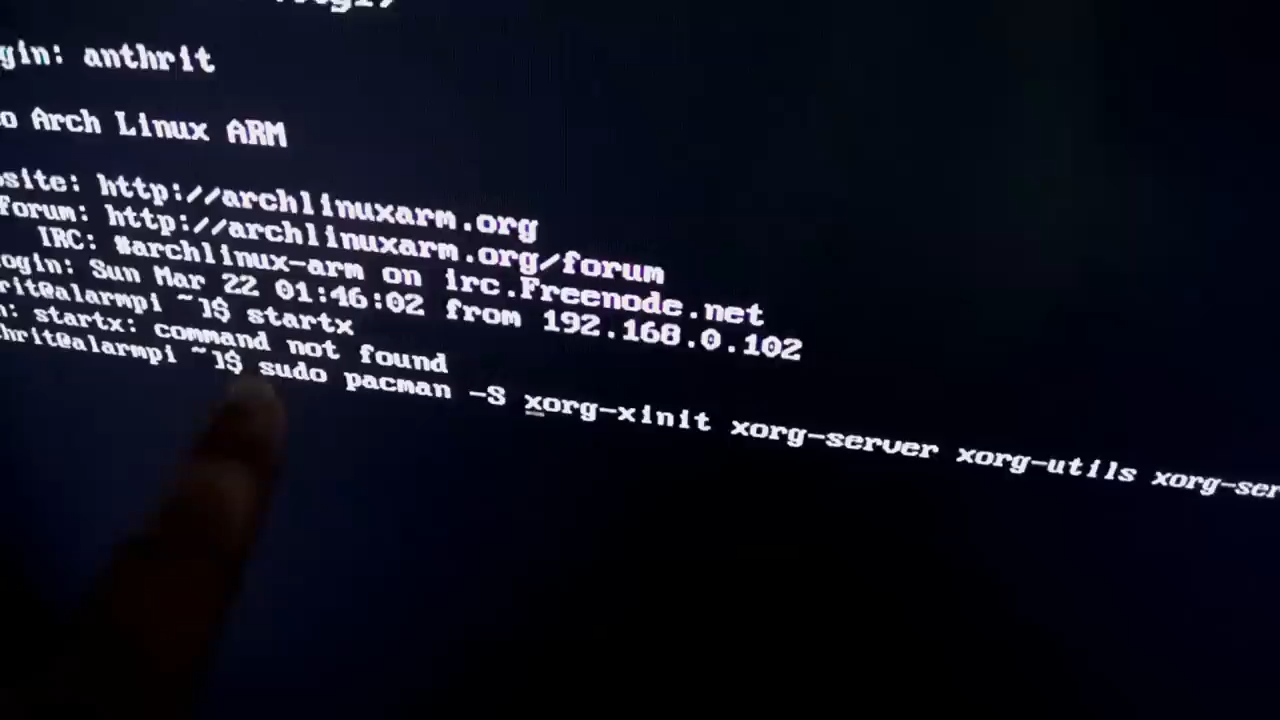 gin: anthrit
o Arch Linux ARM
site: http://archlinuxarm.org
forum: http://archlinuxarm.org/forum
IRC: #archlinux-arm on irc.Freenode.net
ogin: Sun Mar 22 01:46:02 from 192.168.0.102
rit@alarmpi ~]$ startx
h: startx: command not found
hrit@alarmpi ~]$ sudo pacman -S xorg-xinit xorg-server xorg-utils xorg-ser